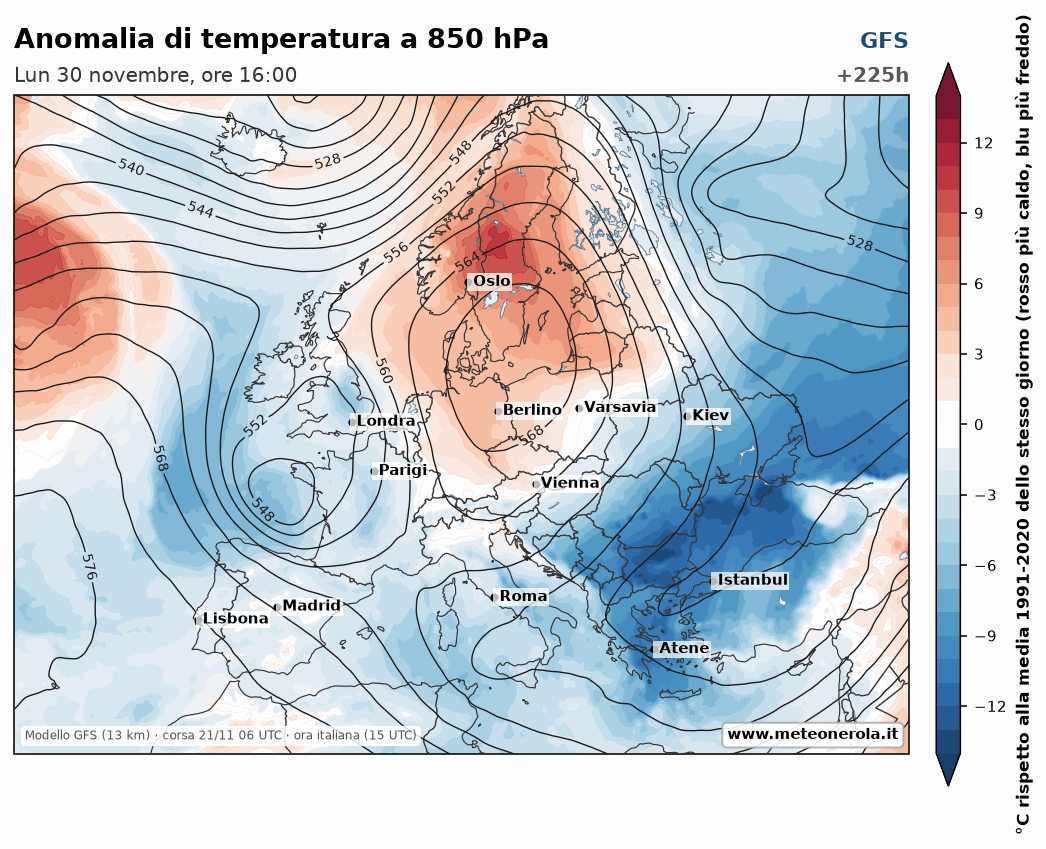 Anomalia di temperatura a 850 hPa
GFS
Lun 30 novembre, ore 16:00
+225h
528
540
548
544
552
556
528
564
Oslo
560
552
Londra
Berlino
Varsavia
Kiev
568
568
Parigi
Vienna
548
576
Istanbul
Roma
Madrid
Lisbona
Atene
Modello GFS (13 km) · corsa 21/11 06 UTC · ora italiana (15 UTC)
www.meteonerola.it
12
9
6
3
0
−3
−6
−9
−12
°C rispetto alla media 1991-2020 dello stesso giorno (rosso più caldo, blu più freddo)